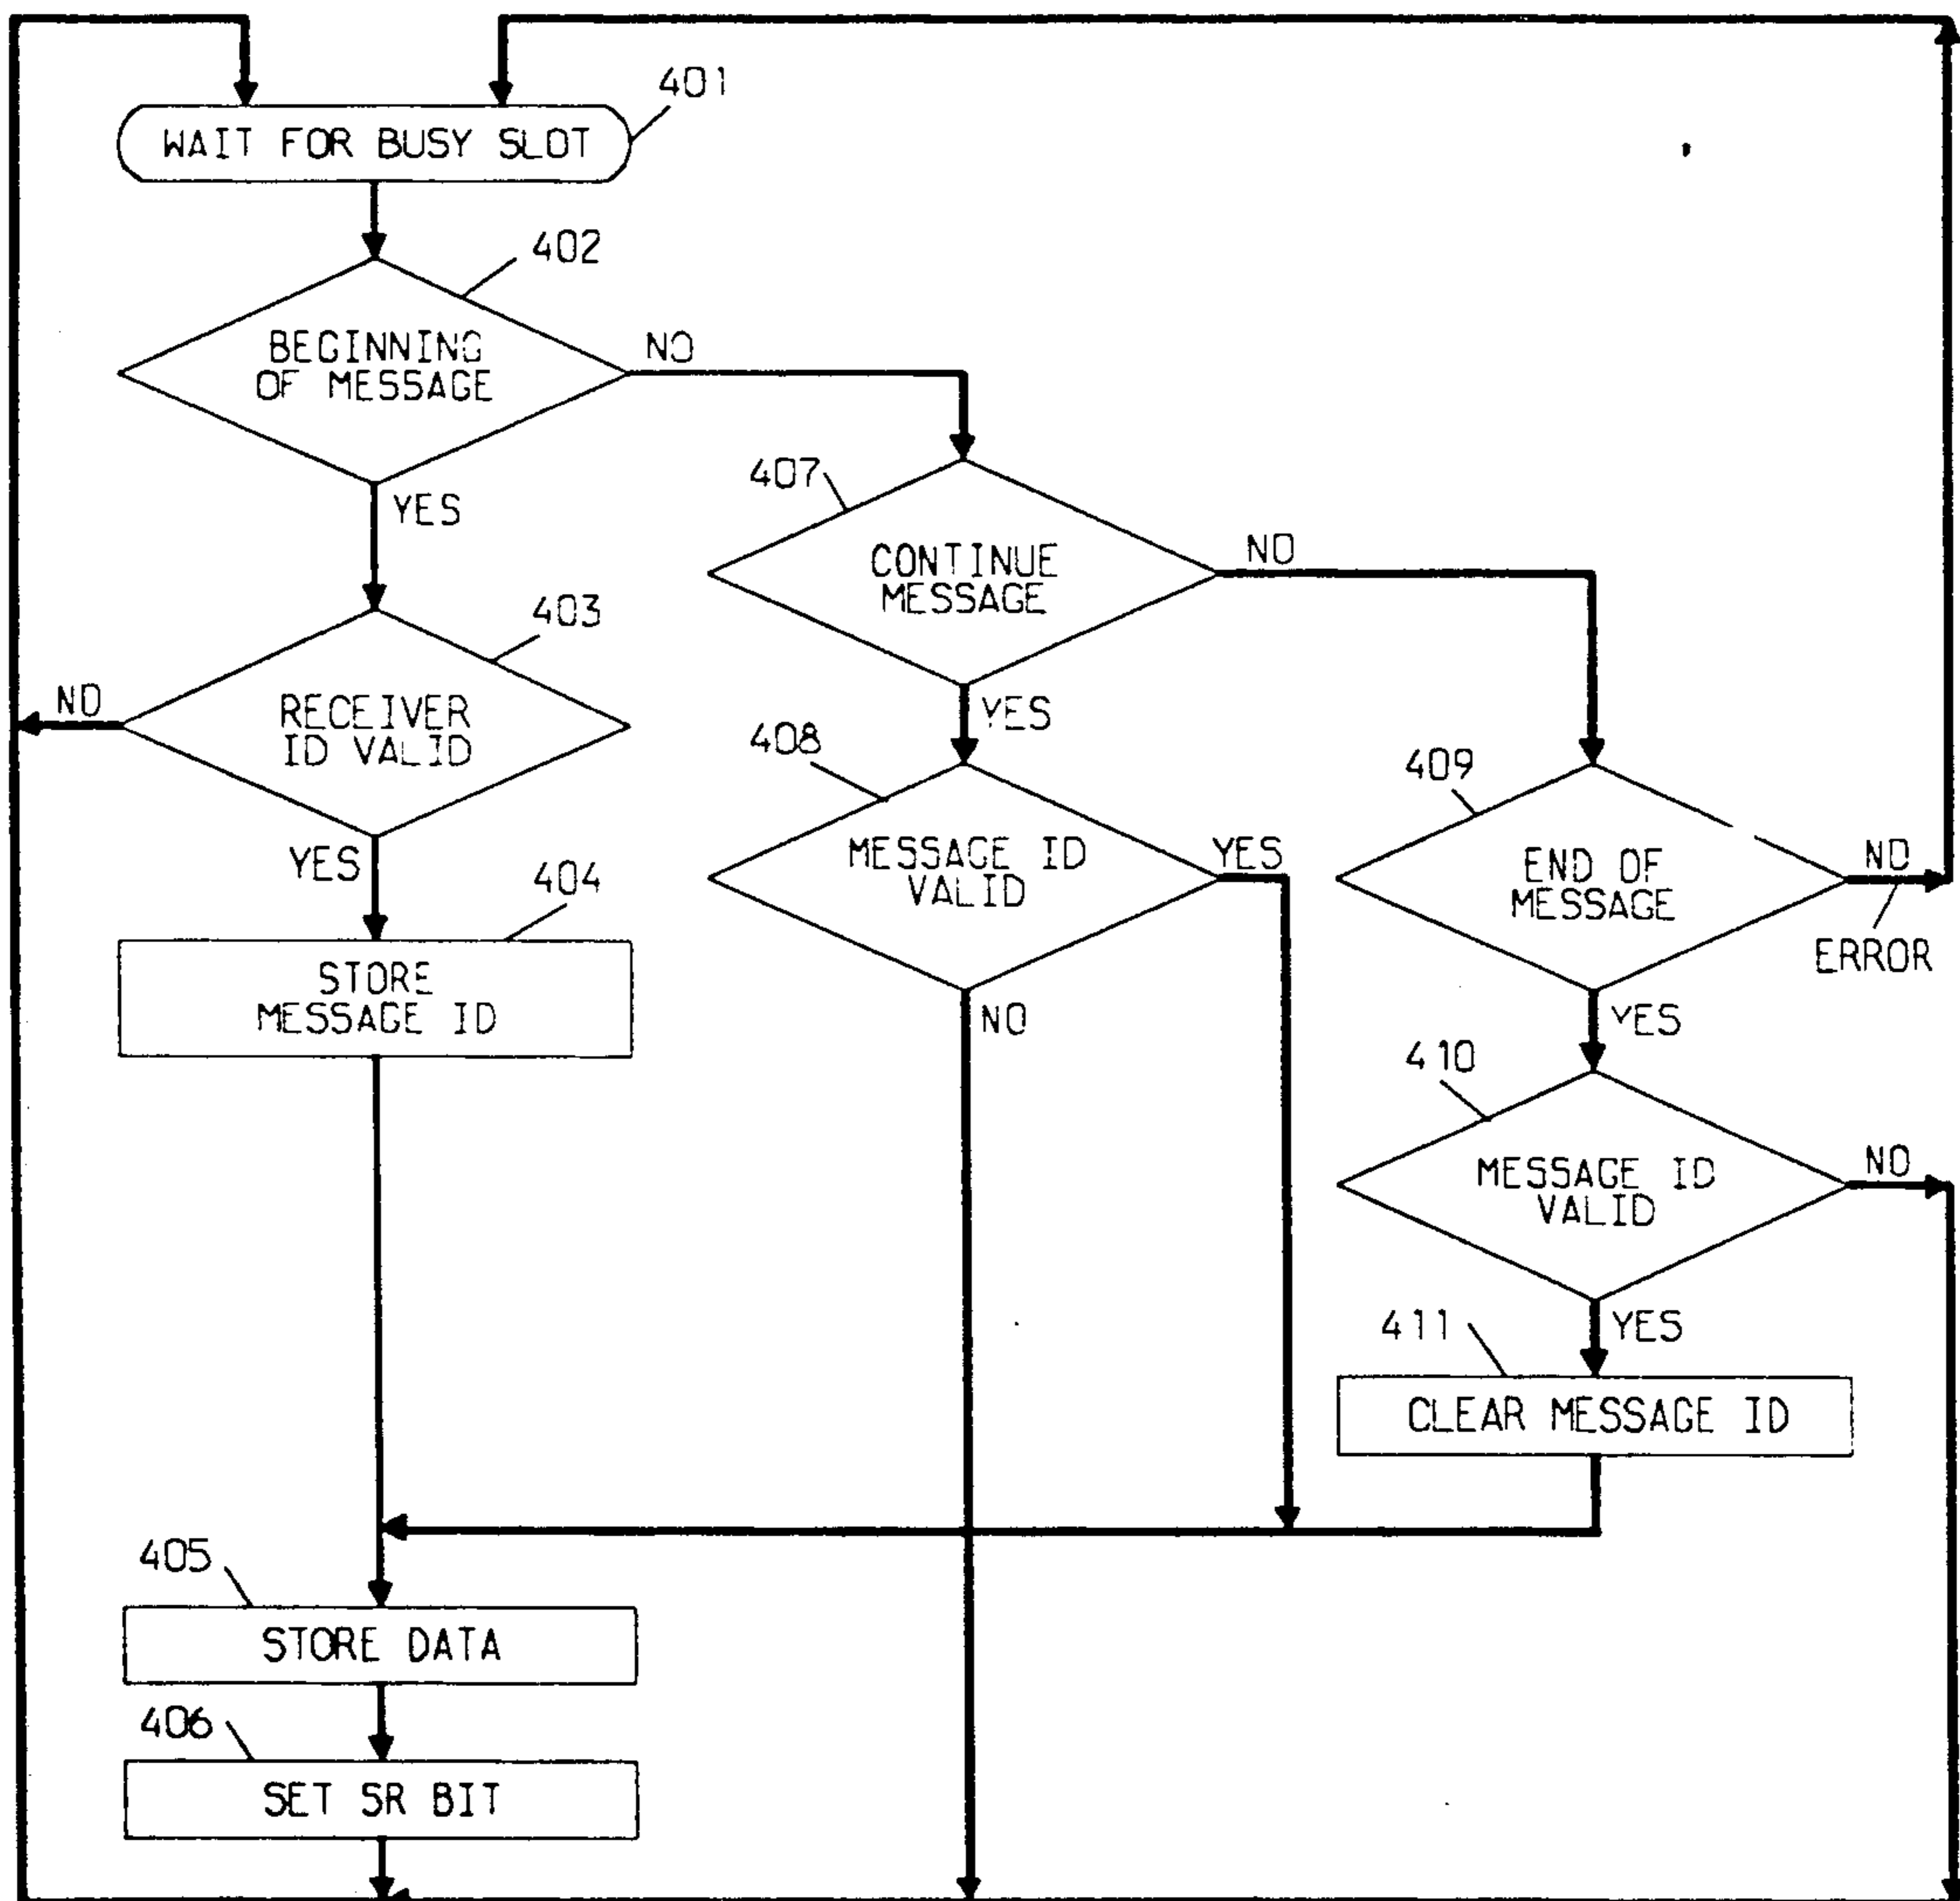 401
WAIT FOR BUSY SLOT
402
BEGINNING
OF MESSAGE
NO
YES
407
CONTINUE
MESSAGE
NO
YES
403
RECEIVER
ID VALID
NO
YES
408
MESSAGE ID
VALID
YES
NO
409
END OF
MESSAGE
NO
ERROR
YES
404
STORE
MESSAGE ID
410
MESSAGE ID
VALID
NO
YES
411
CLEAR MESSAGE ID
405
STORE DATA
406
SET SR BIT